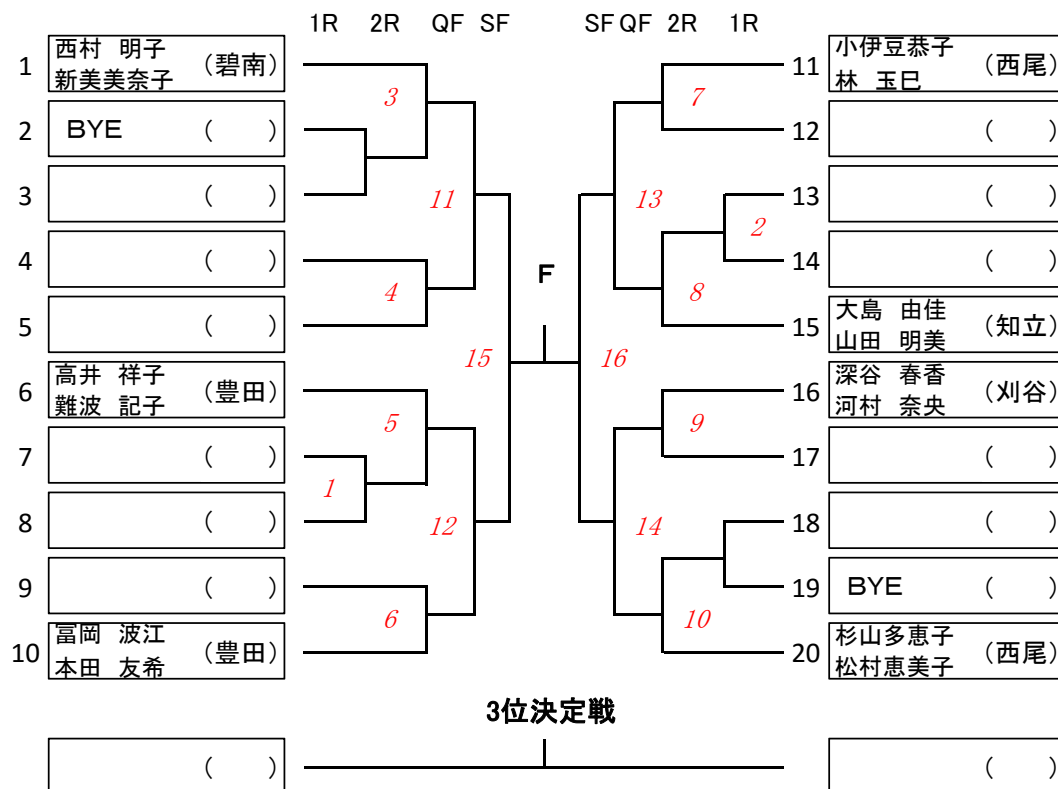 1R 2R QF SF
SF QF 2R 1R
1 西村 明子 新美美奈子 (碧南)
2 BYE ( )
3 ( )
4 ( )
5 ( )
6 高井 祥子 難波 記子 (豊田)
7 ( )
8 ( )
9 ( )
10 冨岡 波江 本田 友希 (豊田)
3
11
4
15
5
1
12
6
F
7
13
2
8
16
9
14
10
11 小伊豆恭子 林 玉巳 (西尾)
12 ( )
13 ( )
14 ( )
15 大島 由佳 山田 明美 (知立)
16 深谷 春香 河村 奈央 (刈谷)
17 ( )
18 ( )
19 BYE ( )
20 杉山多恵子 松村恵美子 (西尾)
3位決定戦
( )
( )